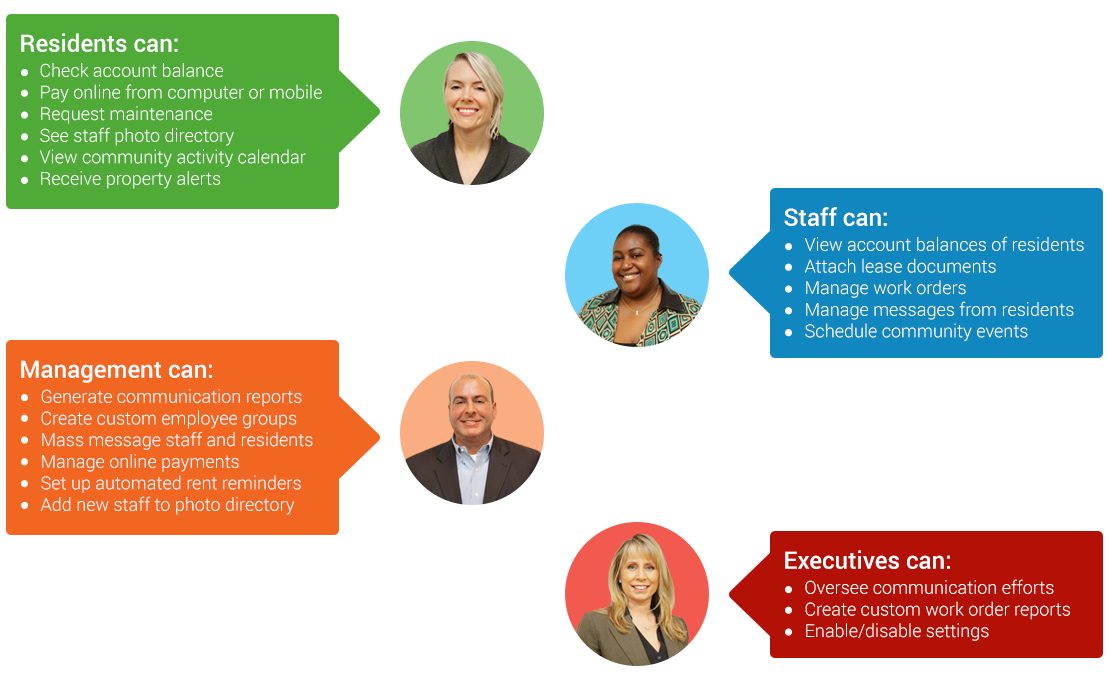 Residents can:
Check account balance
Pay online from computer or mobile
Request maintenance
See staff photo directory
View community activity calendar
Receive property alerts
Staff can:
View account balances of residents
Attach lease documents
Manage work orders
Manage messages from residents
Schedule community events
Management can:
Generate communication reports
Create custom employee groups
Mass message staff and residents
Manage online payments
Set up automated rent reminders
Add new staff to photo directory
Executives can:
Oversee communication efforts
Create custom work order reports
Enable/disable settings